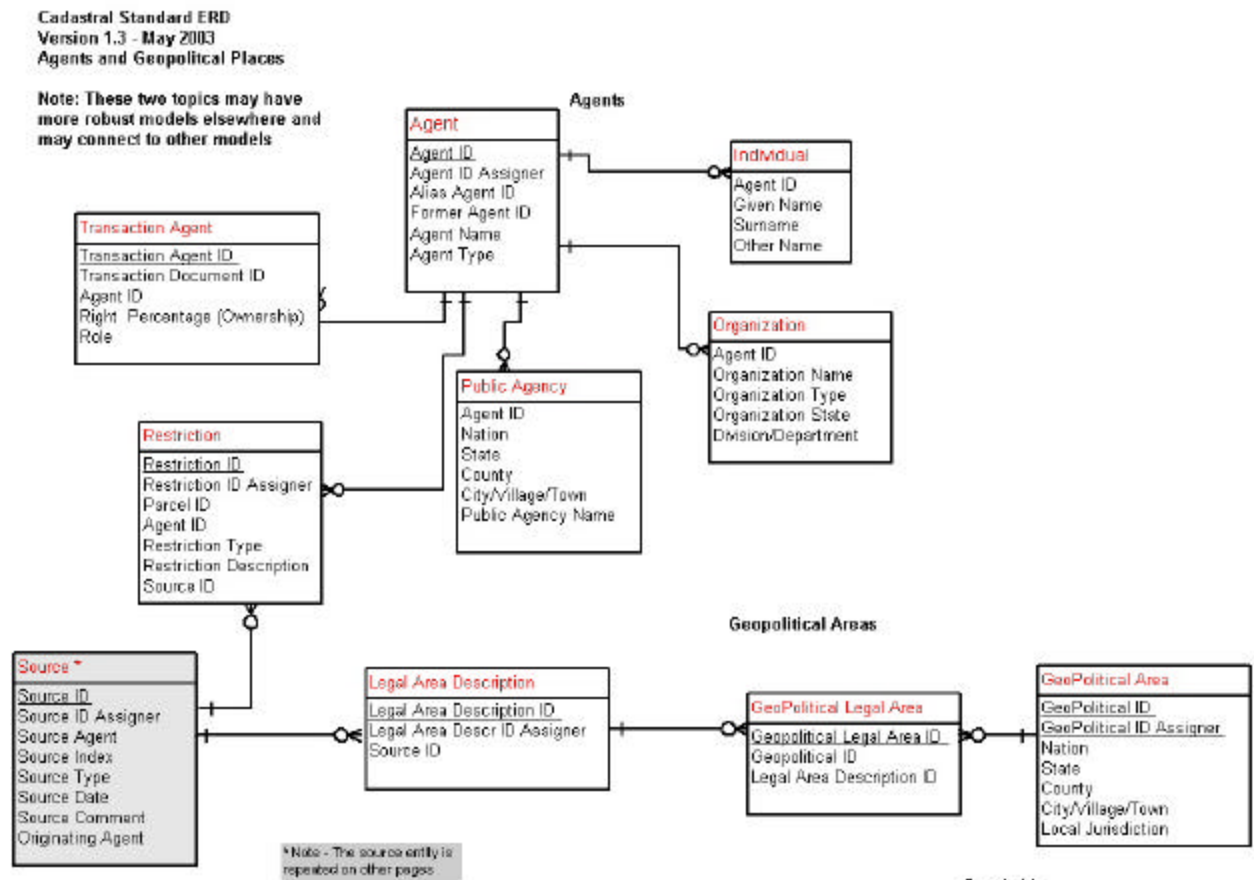 Cadastral Standard ERD
Version 1.3 - May 2003
Agents and Geopolitcal Places
Note: These two topics may have
more robust models elsewhere and
may connect to other models
Agents
Agent
Agent ID
Agent ID Assigner
Alias Agent ID
Former Agent ID
Agent Name
Agent Type
Individual
Agent ID
Given Name
Surname
Other Name
Transaction Agent
Transaction Agent ID
Transaction Document ID
Agent ID
Right Percentage (Ownership)
Role
Organization
Agent ID
Organization Name
Organization Type
Organization State
Division/Department
Public Agency
Agent ID
Nation
State
County
City/Village/Town
Public Agency Name
Restriction
Restriction ID
Restriction ID Assigner
Parcel ID
Agent ID
Restriction Type
Restriction Description
Source ID
Geopolitical Areas
Source *
Source ID
Source ID Assigner
Source Agent
Source Index
Source Type
Source Date
Source Comment
Originating Agent
Legal Area Description
Legal Area Description ID
Legal Area Descr ID Assigner
Source ID
GeoPolitical Legal Area
Geopolitical Legal Area ID
Geopolitical ID
Legal Area Description ID
GeoPolitical Area
GeoPolitical ID
GeoPolitical ID Assigner
Nation
State
County
City/Village/Town
Local Jurisdiction
*Note - The source entity is
repeated on other pages